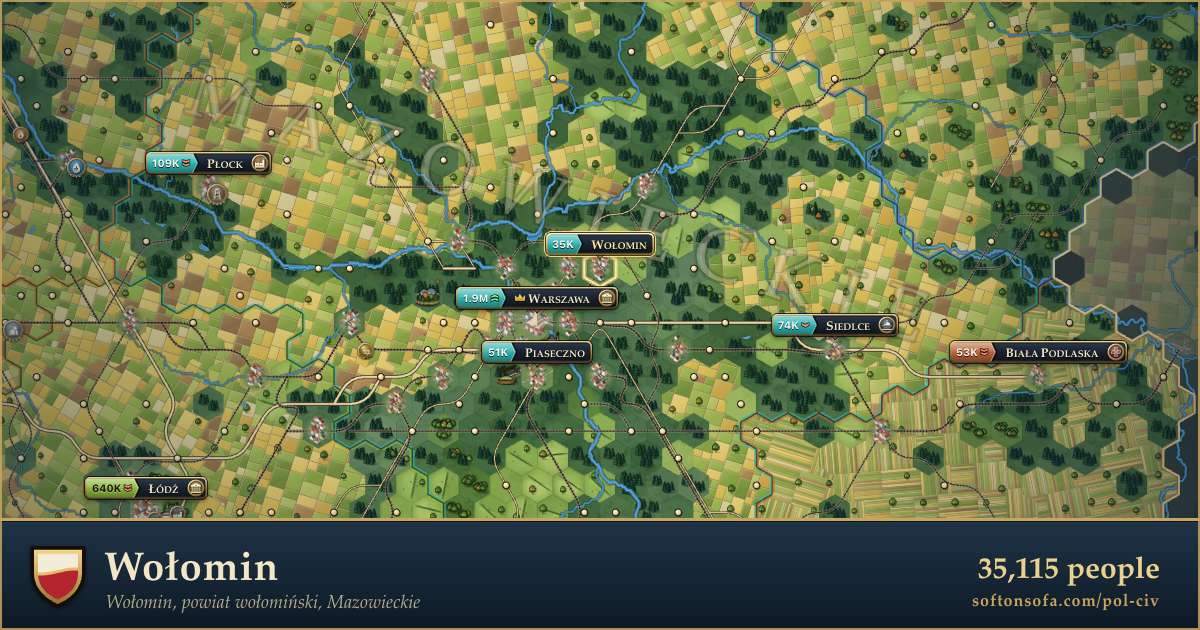 MAZOWIECKIE
109K PŁOCK
35K WOŁOMIN
1.9M WARSZAWA
74K SIEDLCE
51K PIASECZNO
53K BIAŁA PODLASKA
640K ŁÓDŹ
Wołomin
35,115 people
Wołomin, powiat wołomiński, Mazowieckie
softonsofa.com/pol-civ